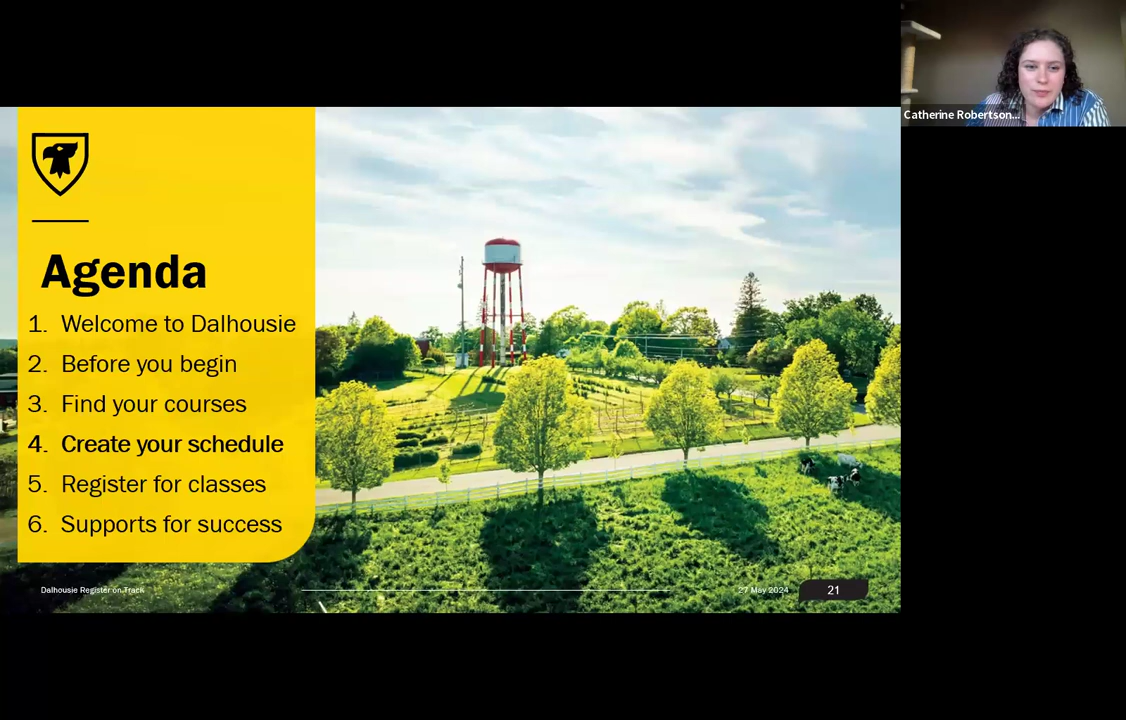 Catherine Robertson...
Agenda
1. Welcome to Dalhousie
2. Before you begin
3. Find your courses
4. Create your schedule
5. Register for classes
6. Supports for success
Dalhousie Register on Track
27 May 2024
21